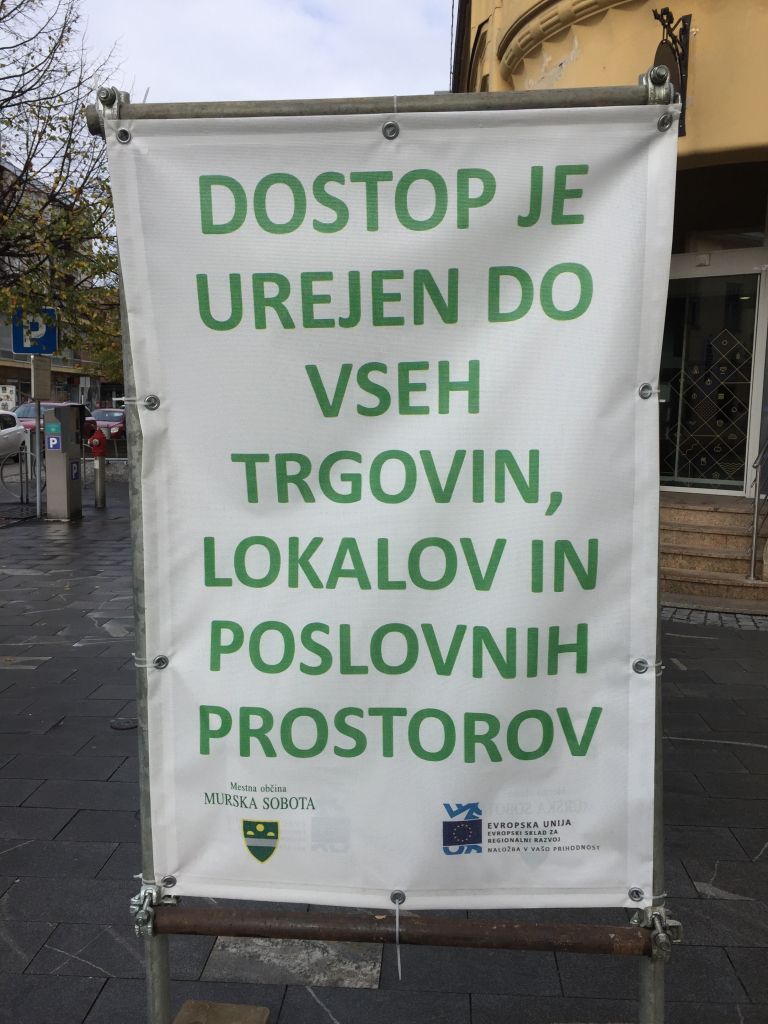 DOSTOP JE
UREJEN DO
VSEH
TRGOVIN,
LOKALOV IN
POSLOVNIH
PROSTOROV
Mestna občina
MURSKA SOBOTA
EVROPSKA UNIJA
EVROPSKI SKLAD ZA
REGIONALNI RAZVOJ
NALOŽBA V VAŠO PRIHODNOST
P
P
P